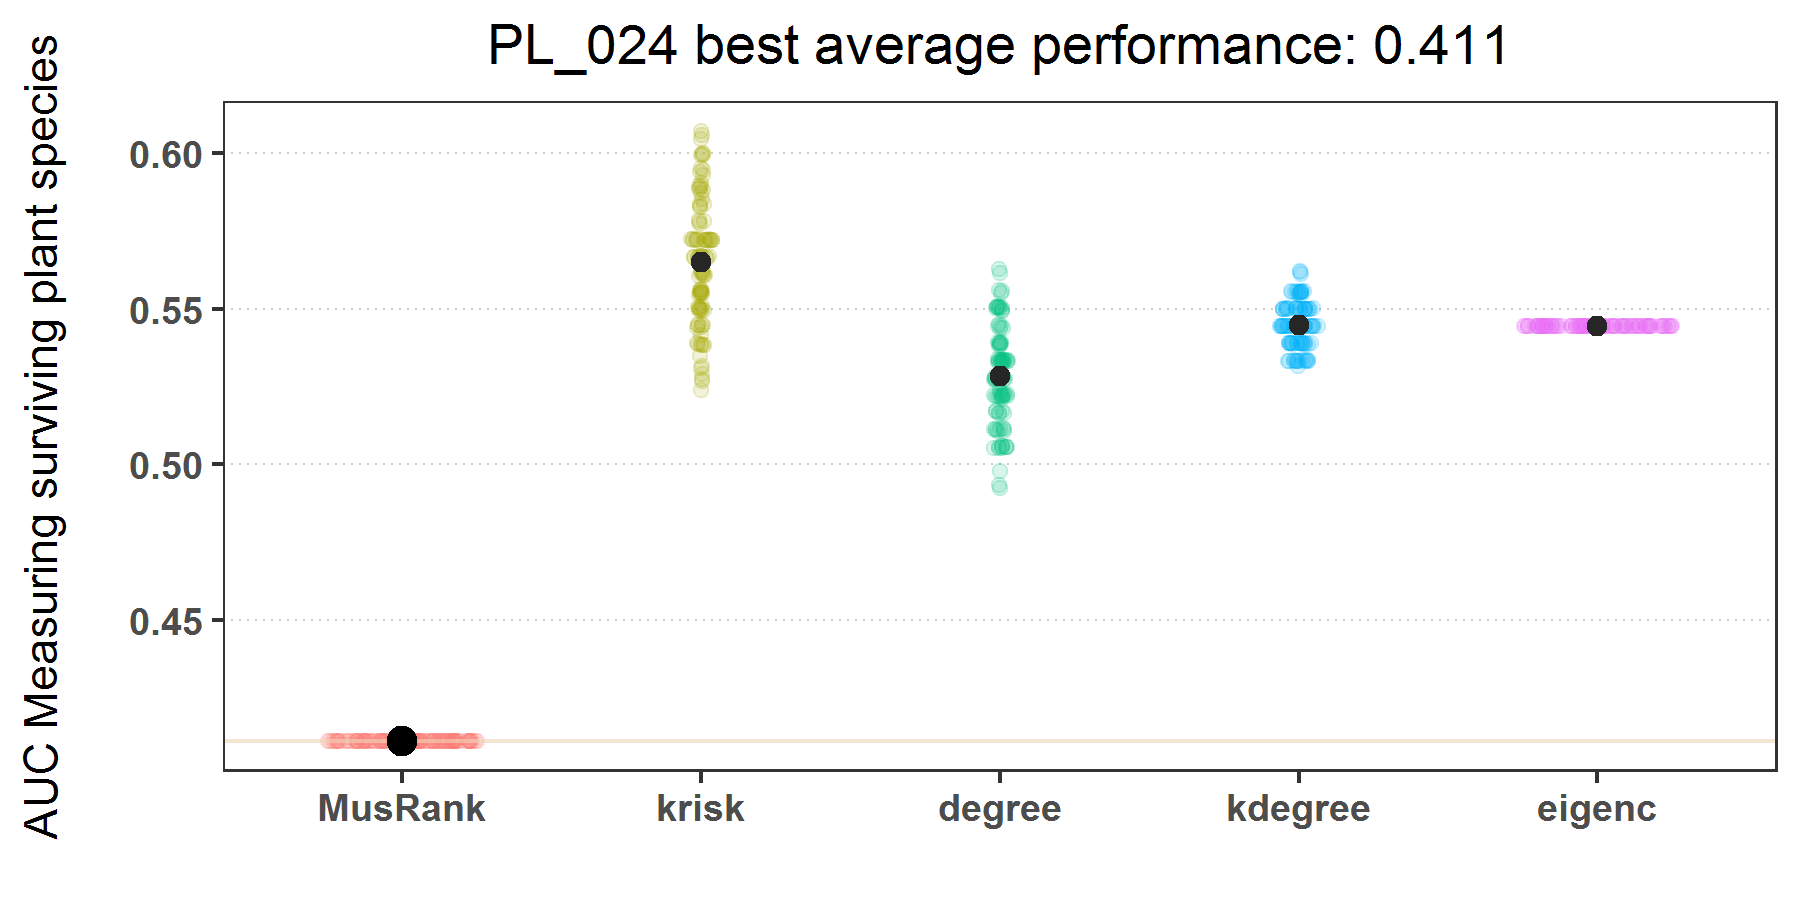 PL_024 best average performance: 0.411
AUC Measuring surviving plant species
0.60
0.55
0.50
0.45
MusRank krisk degree kdegree eigenc